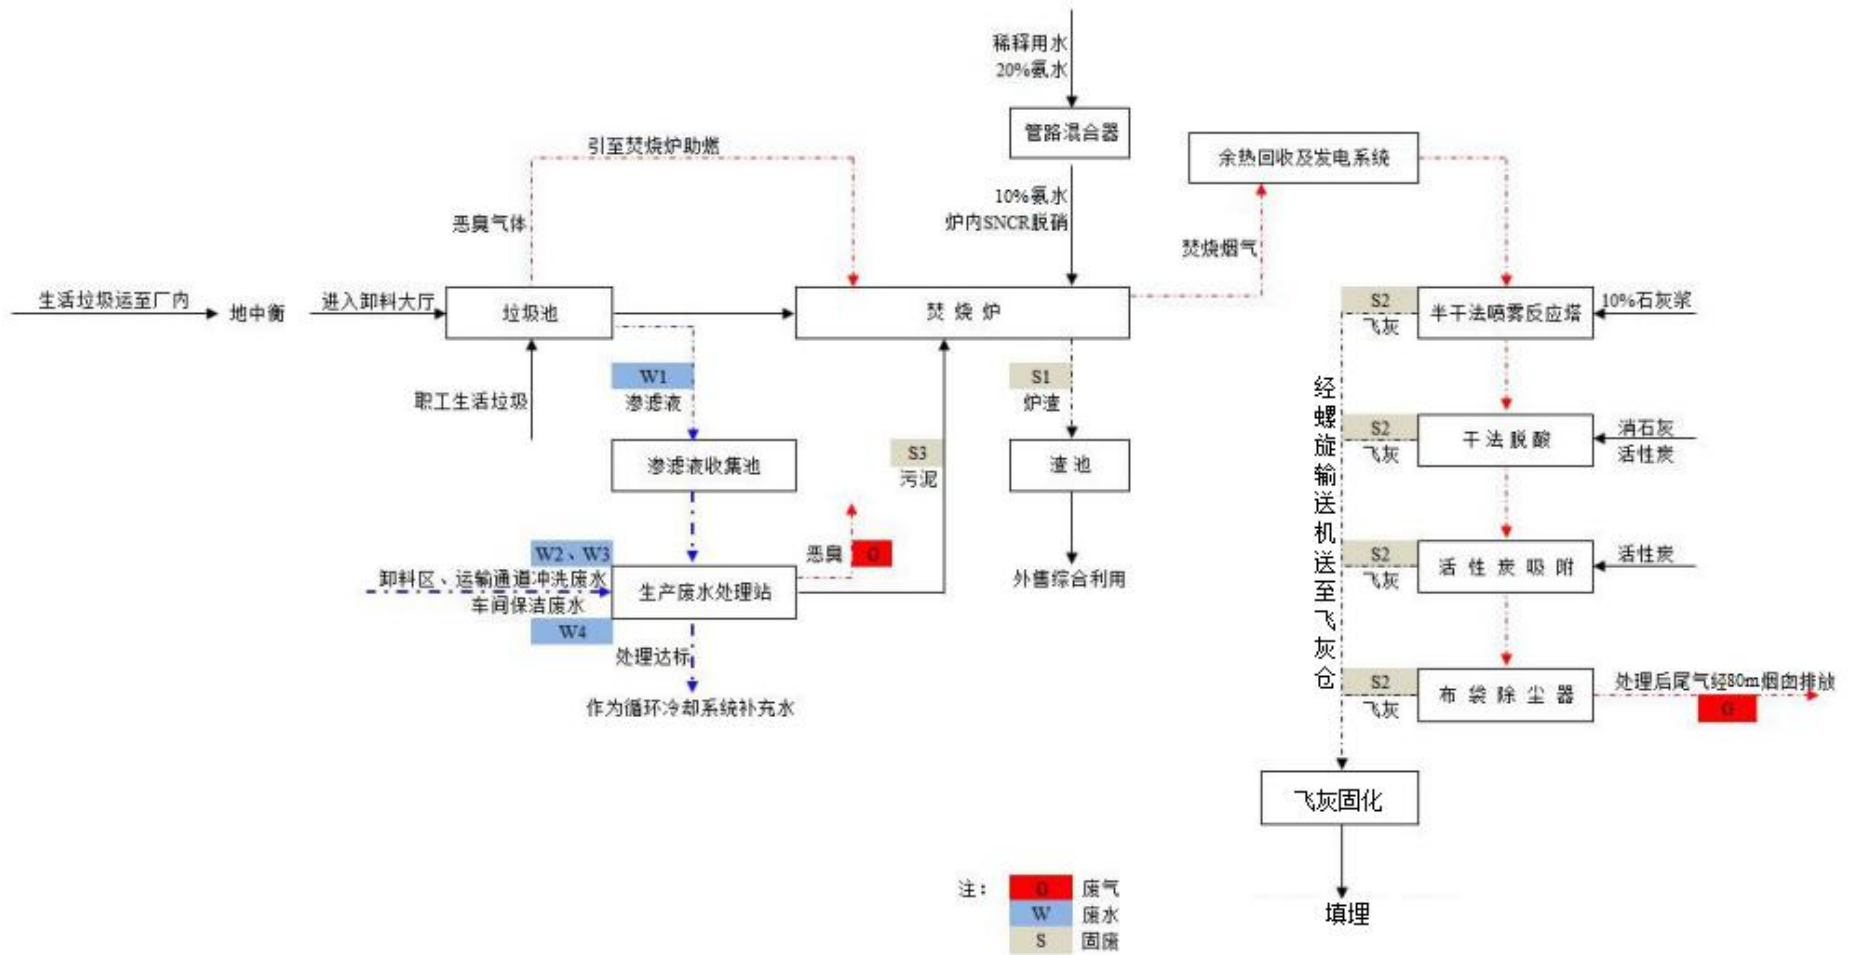 稀释用水
20%氨水
管路混合器
引至焚烧炉助燃
余热回收及发电系统
10%氨水
炉内SNCR脱硝
恶臭气体
焚烧烟气
生活垃圾运至厂内
地中衡
进入卸料大厅
垃圾池
焚烧炉
S2
飞灰
半干法喷雾反应塔
10%石灰浆
W1
渗滤液
职工生活垃圾
S1
炉渣
经螺旋输送机送至飞灰仓
S2
飞灰
干法脱酸
消石灰
活性炭
渗滤液收集池
S3
污泥
渣池
W2、W3
卸料区、运输通道冲洗废水
车间保洁废水
W4
生产废水处理站
恶臭
G
外售综合利用
S2
飞灰
活性炭吸附
活性炭
处理达标
作为循环冷却系统补充水
S2
飞灰
布袋除尘器
处理后尾气经80m烟囱排放
G
飞灰固化
填埋
注：
G 废气
W 废水
S 固废